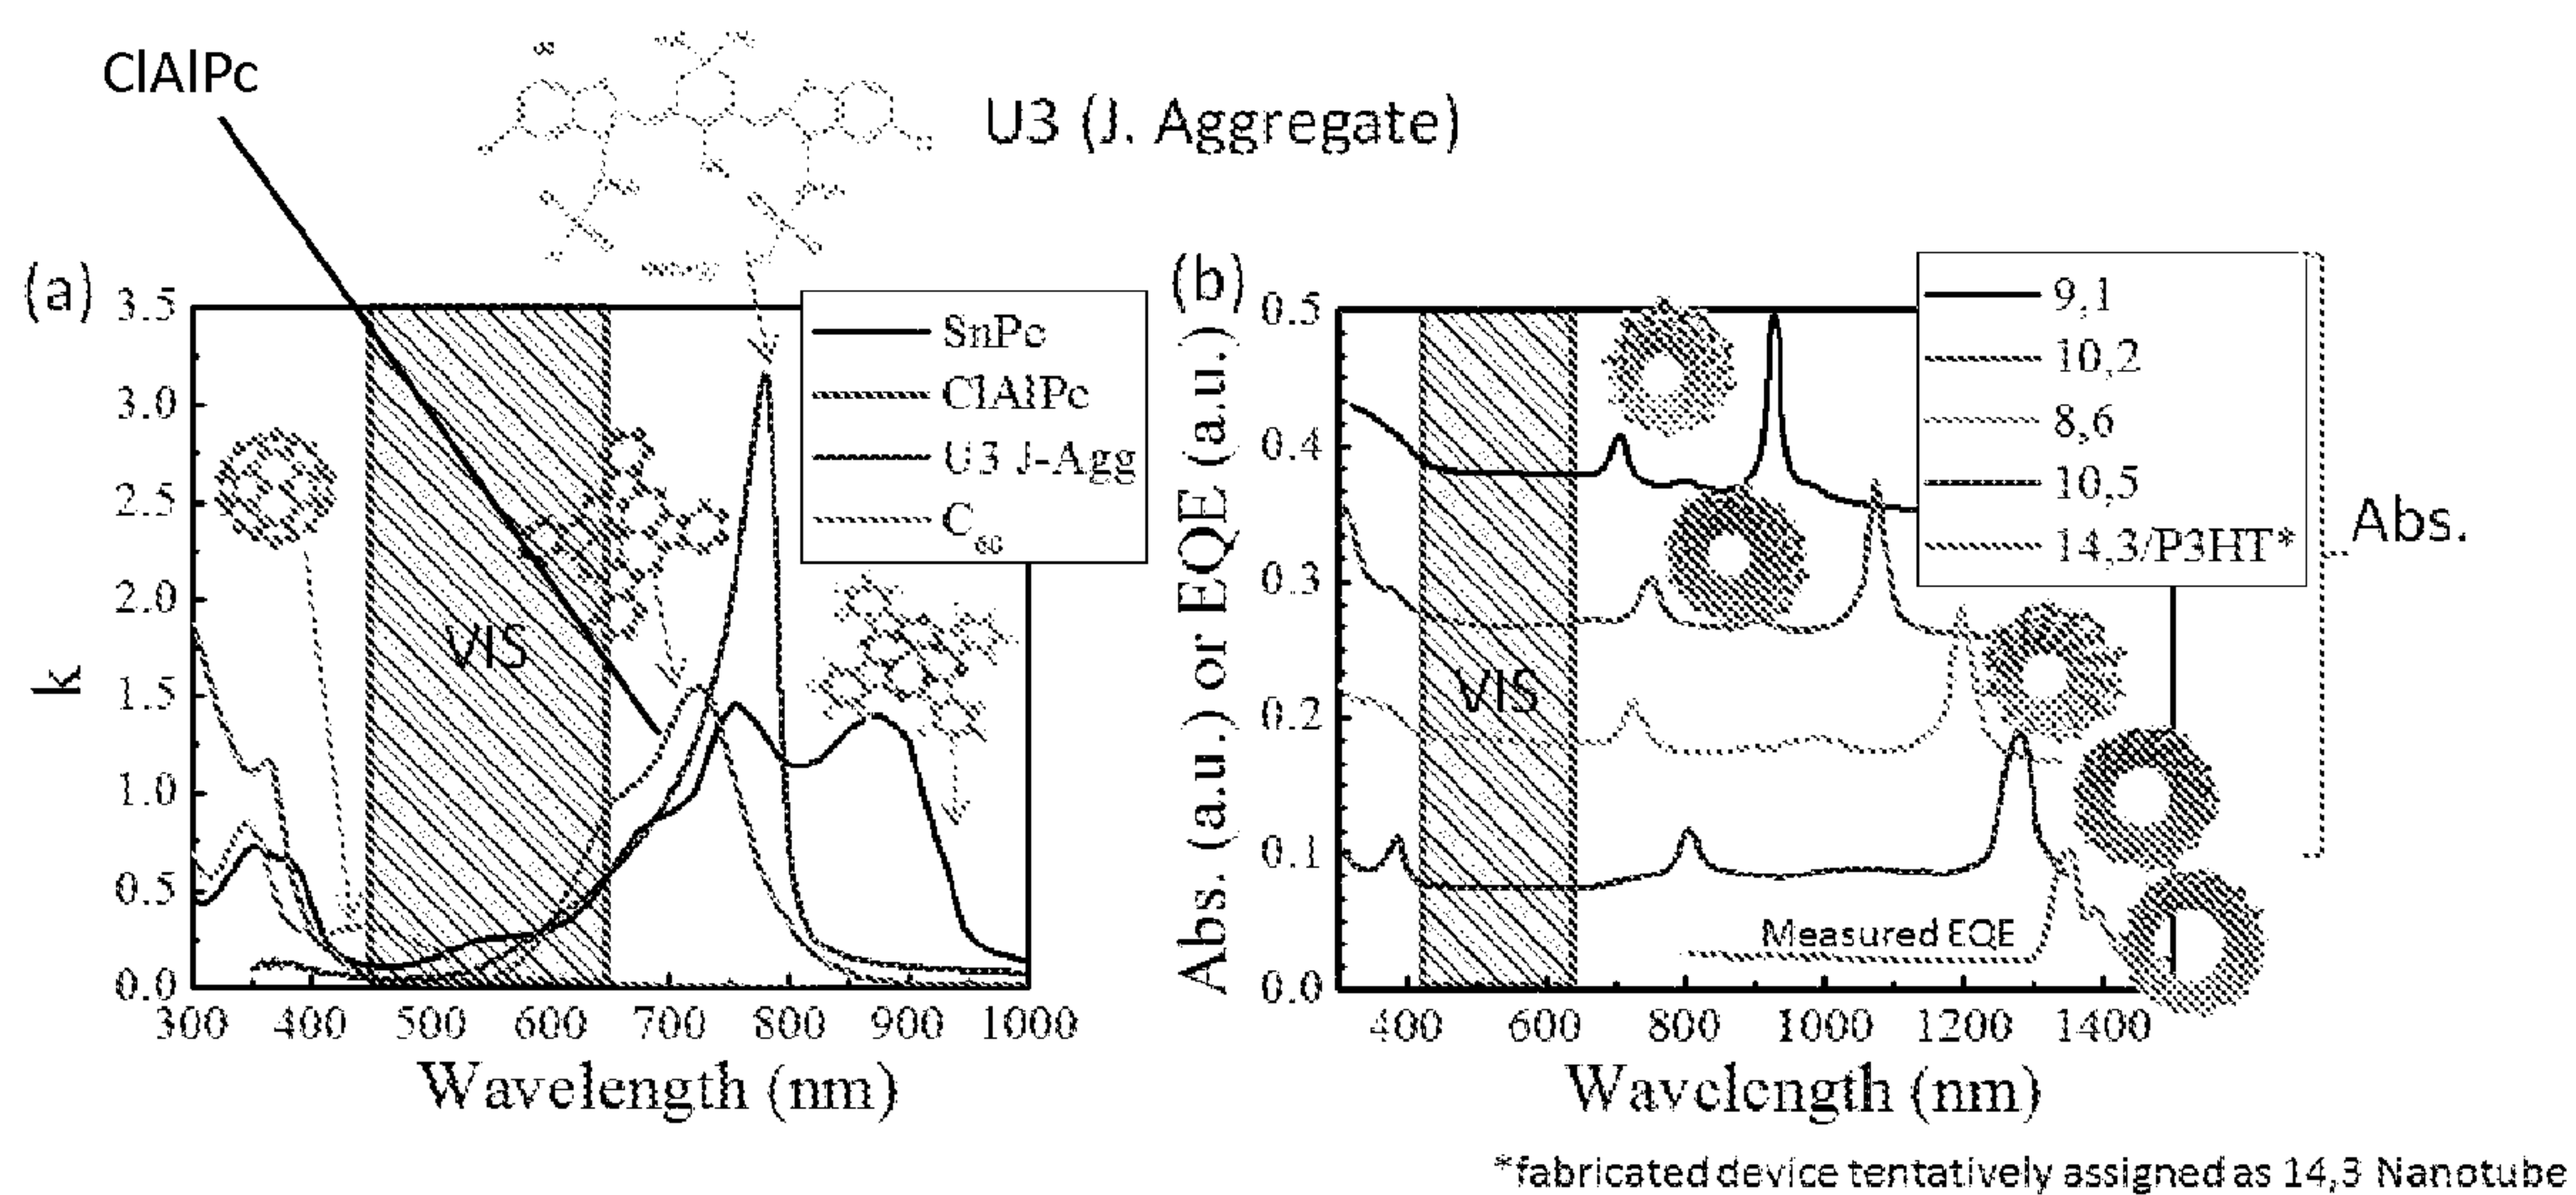 ClAlPc
U3 (J. Aggregate)
(a)
3.5
3.0
2.5
2.0
1.5
1.0
0.5
0.0
k
VIS
SnPc
ClAlPc
U3 J-Agg
C60
300 400 500 600 700 800 900 1000
Wavelength (nm)
(b)
0.5
0.4
0.3
0.2
0.1
0.0
Abs. (a.u.) or EQE (a.u.)
VIS
9,1
10,2
8,6
10,5
14,3/P3HT*
Abs.
Measured EQE
400 600 800 1000 1200 1400
Wavelength (nm)
*fabricated device tentatively assigned as 14,3 Nanotube